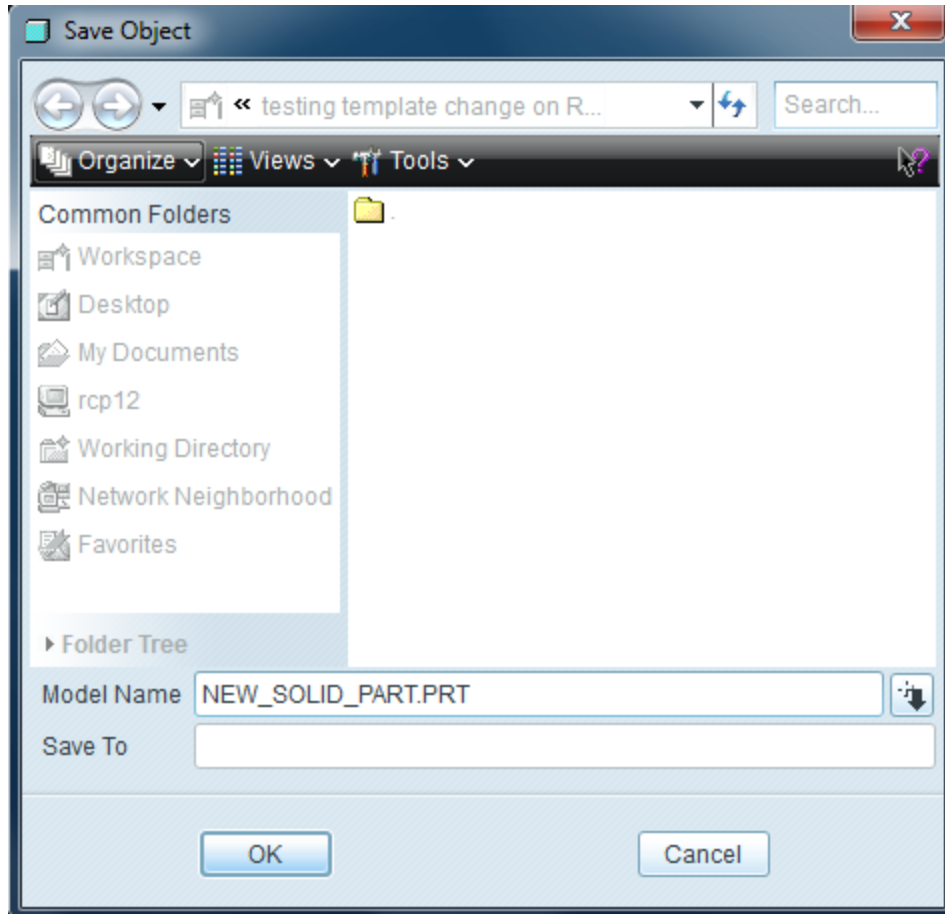 Save Object
« testing template change on R... Search...
Organize Views Tools
Common Folders
.
Workspace
Desktop
My Documents
rcp12
Working Directory
Network Neighborhood
Favorites
Folder Tree
Model Name NEW_SOLID_PART.PRT
Save To
OK Cancel